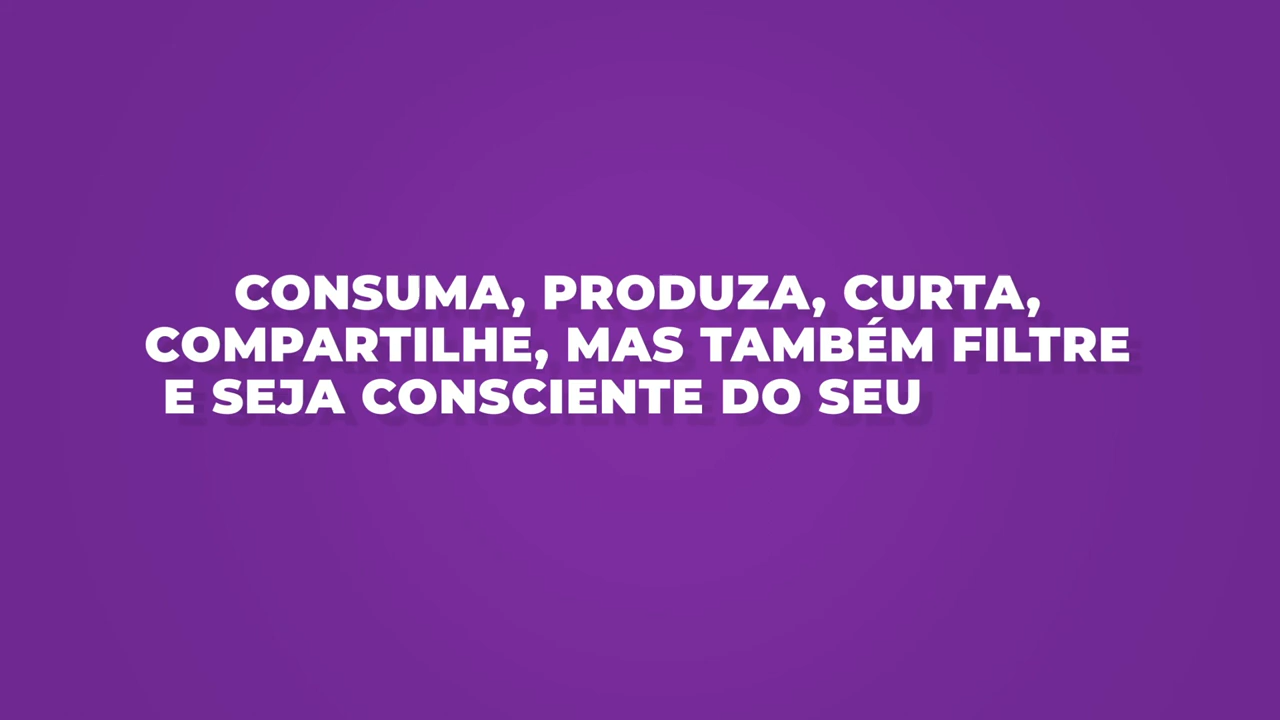 CONSUMA, PRODUZA, CURTA,
COMPARTILHE, MAS TAMBÉM FILTRE
E SEJA CONSCIENTE DO SEU